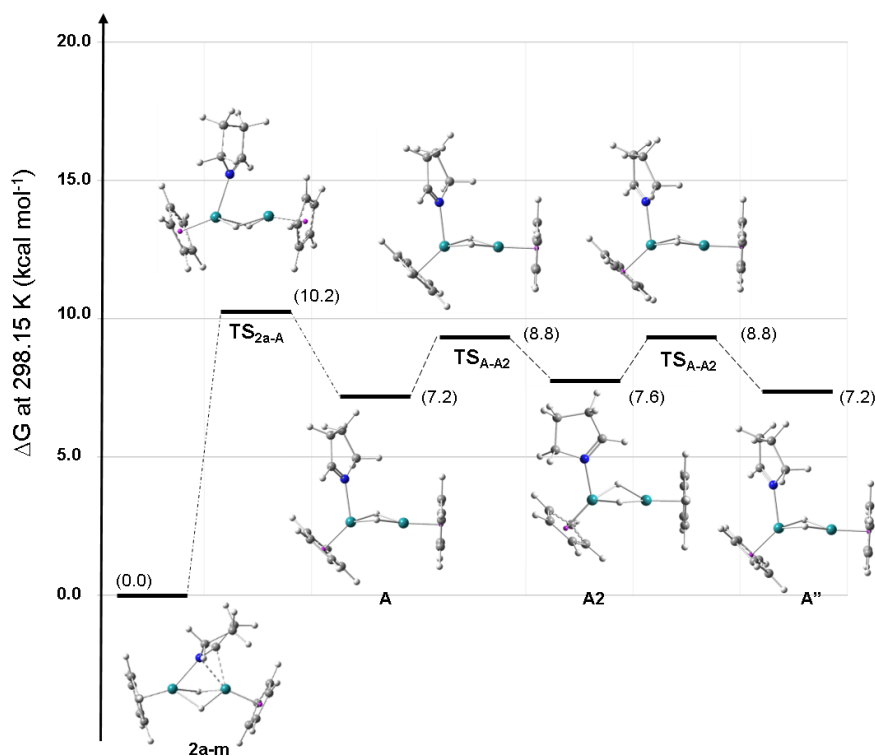 20.0
15.0
10.0
5.0
0.0
ΔG at 298.15 K (kcal mol-1)
(10.2)
TS2a-A
(8.8)
TSA-A2
(8.8)
TSA-A2
(7.2)
(7.6)
(7.2)
(0.0)
A
A2
A”
2a-m